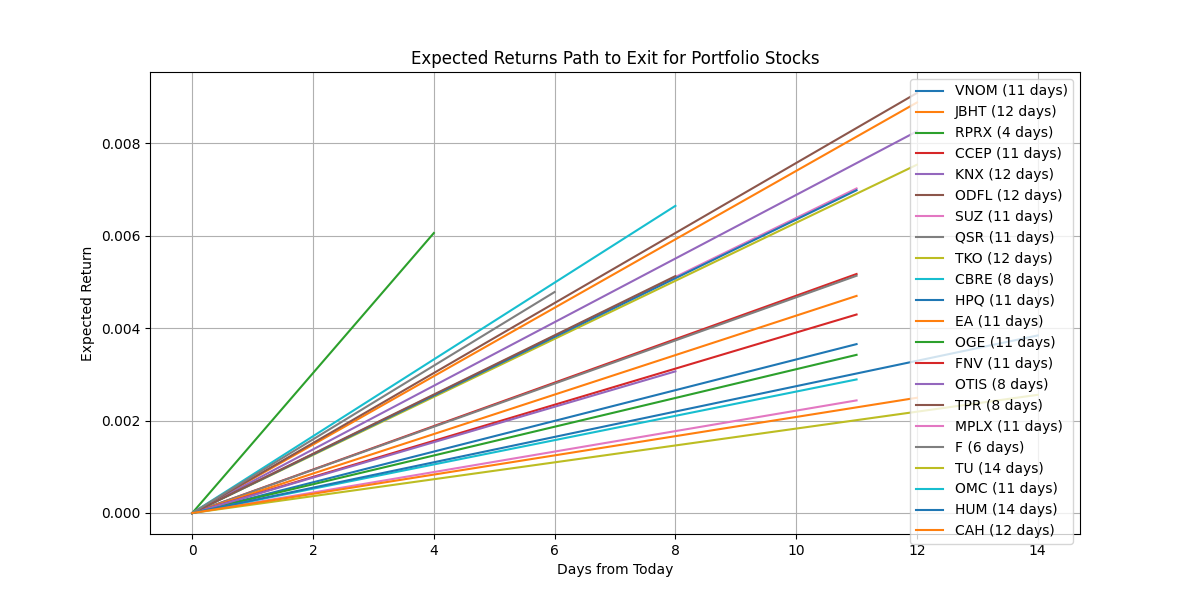 Expected Returns Path to Exit for Portfolio Stocks
Expected Return
0.008
0.006
0.004
0.002
0.000
0
2
4
6
8
10
12
14
Days from Today
VNOM (11 days)
JBHT (12 days)
RPRX (4 days)
CCEP (11 days)
KNX (12 days)
ODFL (12 days)
SUZ (11 days)
QSR (11 days)
TKO (12 days)
CBRE (8 days)
HPQ (11 days)
EA (11 days)
OGE (11 days)
FNV (11 days)
OTIS (8 days)
TPR (8 days)
MPLX (11 days)
F (6 days)
TU (14 days)
OMC (11 days)
HUM (14 days)
CAH (12 days)